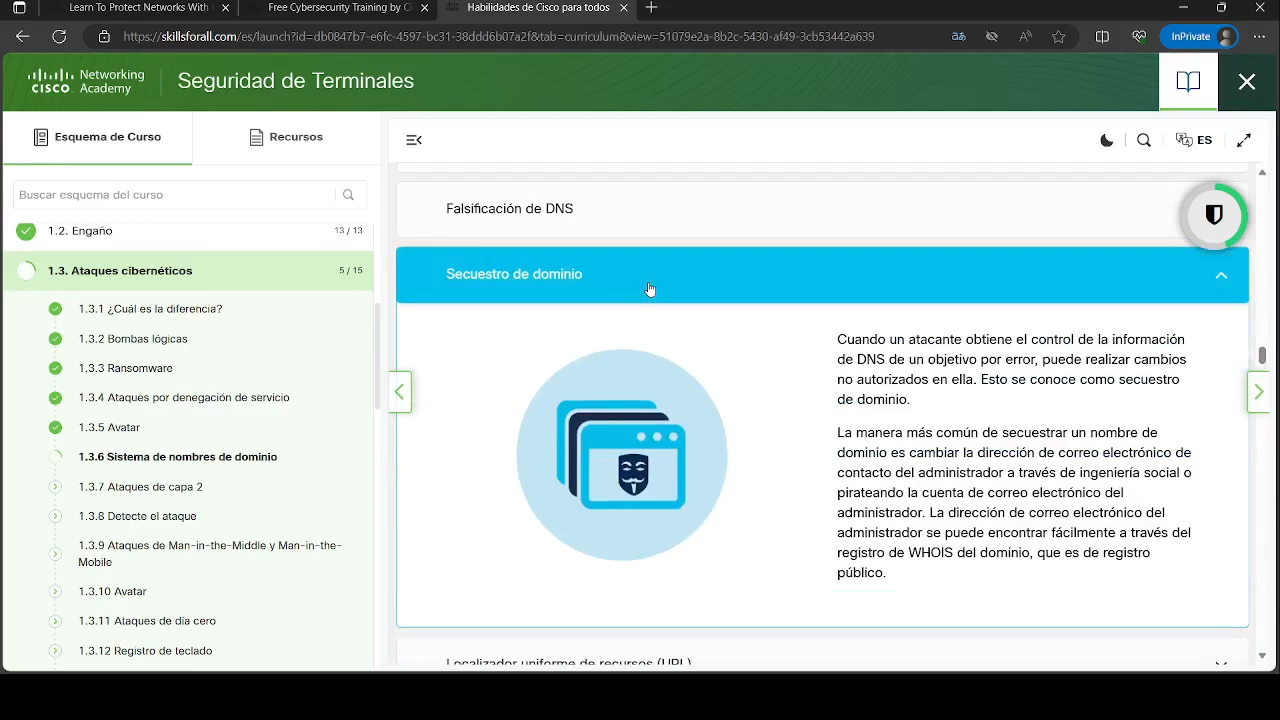 Learn To Protect Networks With
Free Cybersecurity Training by Ci
Habilidades de Cisco para todos
https://skillsforall.com/es/launch?id=db0847b7-e6fc-4597-bc31-38ddd6b07a2f&tab=curriculum&view=51079e2a-8b2c-5430-af49-3cb53442a639
InPrivate
CISCO
Networking
Academy
Seguridad de Terminales
Esquema de Curso
Recursos
ES
Buscar esquema del curso
1.2. Engaño
13 / 13
1.3. Ataques cibernéticos
5 / 15
1.3.1 ¿Cuál es la diferencia?
1.3.2 Bombas lógicas
1.3.3 Ransomware
1.3.4 Ataques por denegación de servicio
1.3.5 Avatar
1.3.6 Sistema de nombres de dominio
1.3.7 Ataques de capa 2
1.3.8 Detecte el ataque
1.3.9 Ataques de Man-in-the-Middle y Man-in-the-
Mobile
1.3.10 Avatar
1.3.11 Ataques de día cero
1.3.12 Registro de teclado
Falsificación de DNS
Secuestro de dominio
Cuando un atacante obtiene el control de la información
de DNS de un objetivo por error, puede realizar cambios
no autorizados en ella. Esto se conoce como secuestro
de dominio.
La manera más común de secuestrar un nombre de
dominio es cambiar la dirección de correo electrónico de
contacto del administrador a través de ingeniería social o
pirateando la cuenta de correo electrónico del
administrador. La dirección de correo electrónico del
administrador se puede encontrar fácilmente a través del
registro de WHOIS del dominio, que es de registro
público.
Localizador uniforme de recursos (URL)